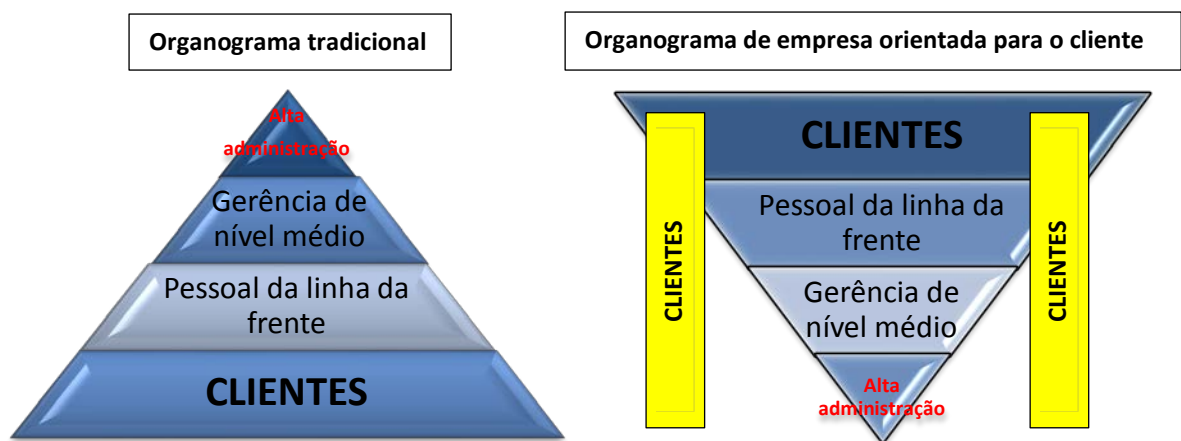 Organograma tradicional
Alta
administração
Gerência de
nível médio
Pessoal da linha da
frente
CLIENTES
Organograma de empresa orientada para o cliente
CLIENTES
Pessoal da linha da
frente
Gerência de
nível médio
Alta
administração
CLIENTES
CLIENTES